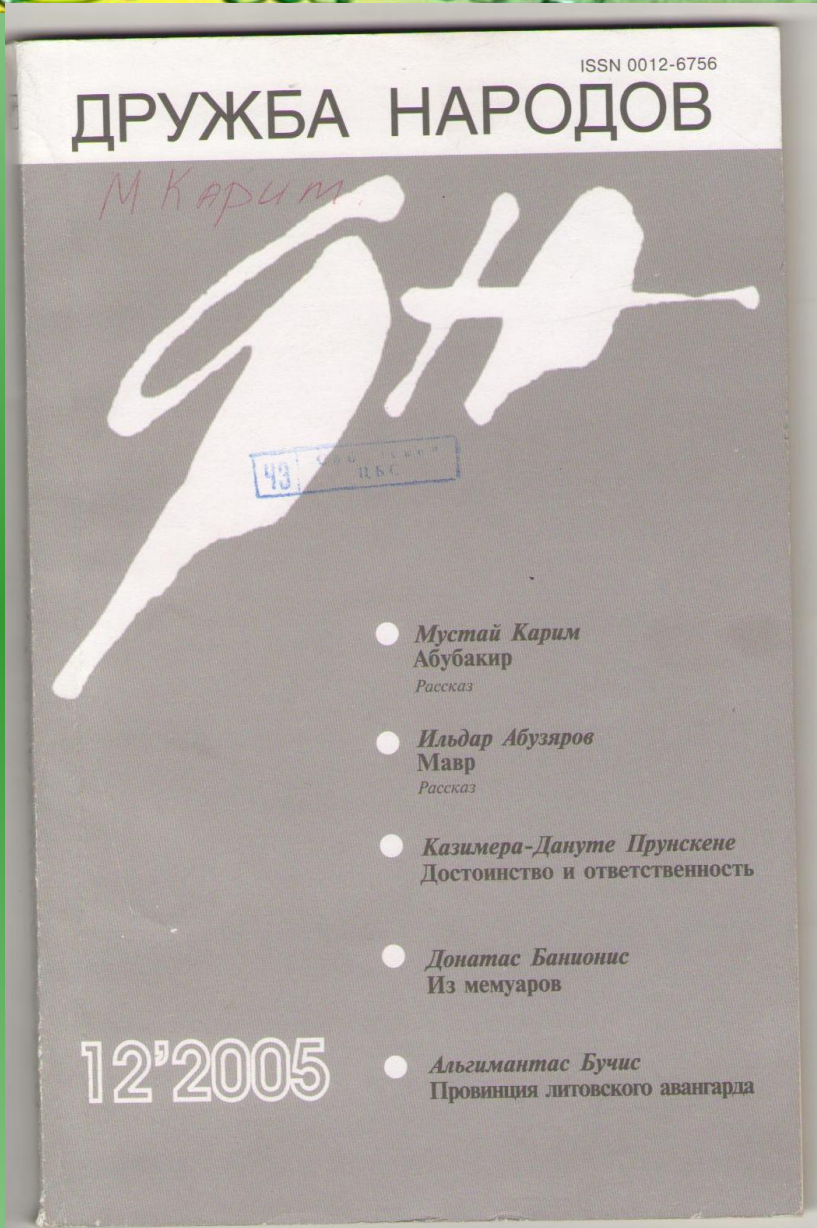 ISSN 0012-6756
ДРУЖБА НАРОДОВ
М Карим.
дн
ЧЗ
ЦБС
Мустай Карим
Абубакир
Рассказ
Ильдар Абузяров
Мавр
Рассказ
Казимера-Дануте Прунскене
Достоинство и ответственность
Донатас Банионис
Из мемуаров
12'2005
Альгимантас Бучис
Провинция литовского авангарда